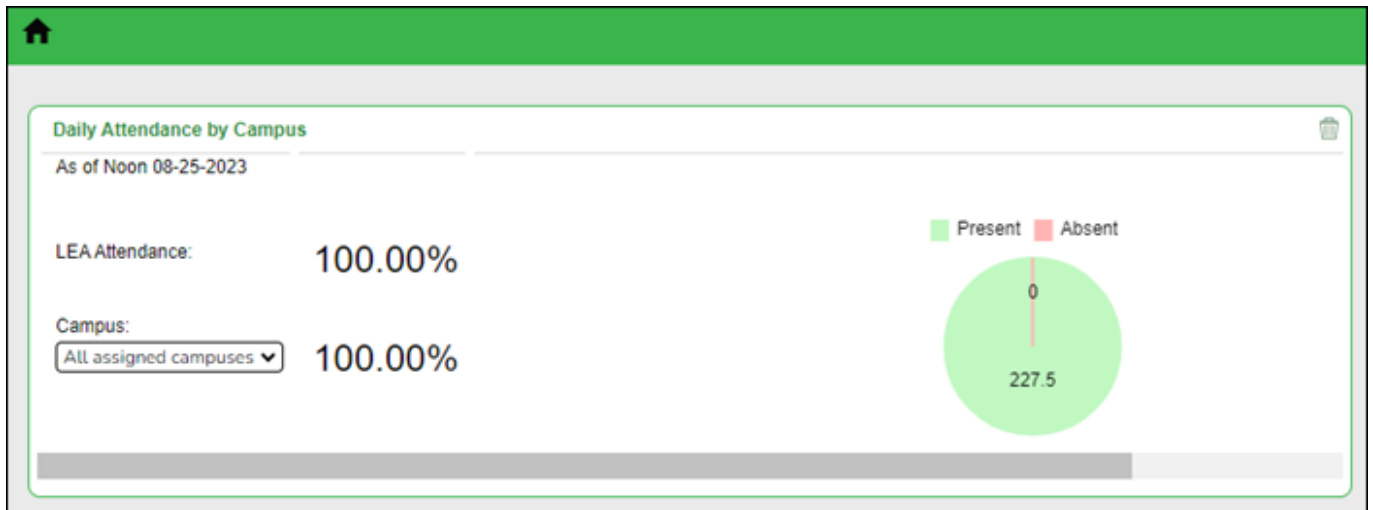 Daily Attendance by Campus
As of Noon 08-25-2023
LEA Attendance:
100.00%
Campus:
All assigned campuses
100.00%
Present Absent
0
227.5